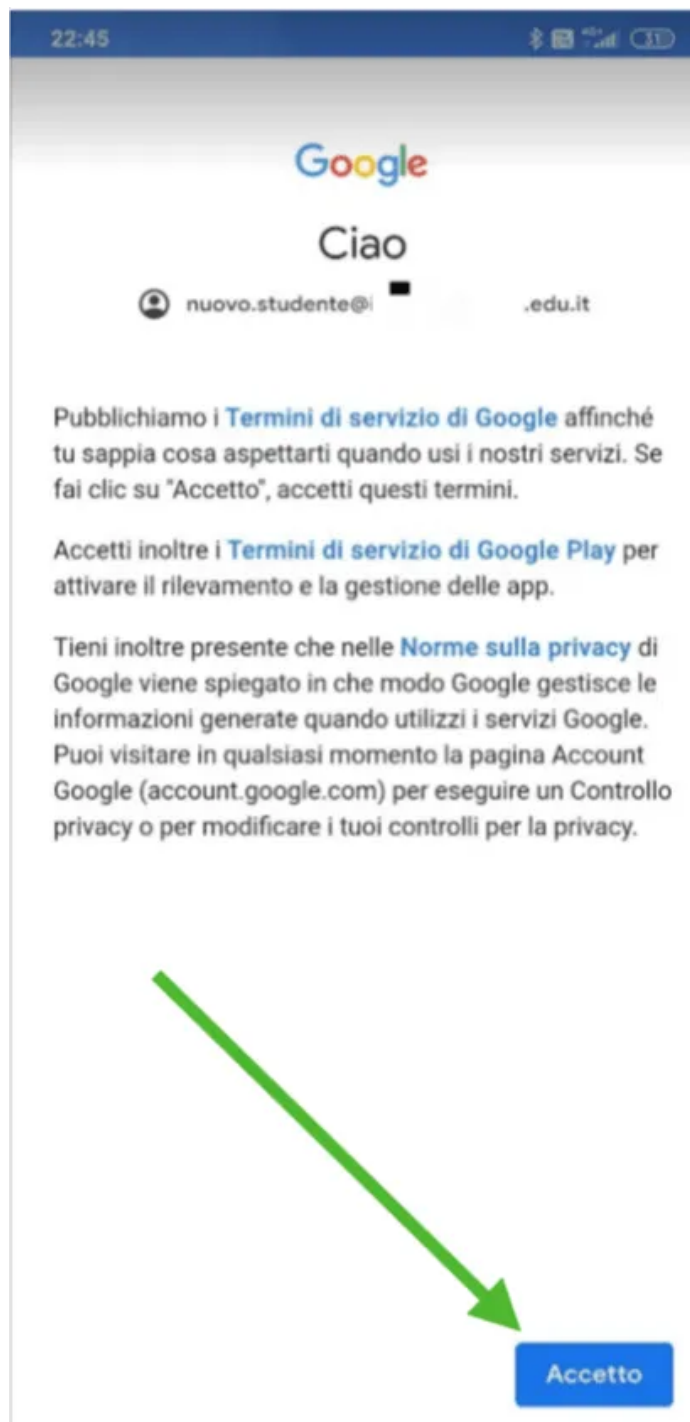 22:45
31
Google
Ciao
nuovo.studente@i .edu.it
Pubblichiamo i Termini di servizio di Google affinché
tu sappia cosa aspettarti quando usi i nostri servizi. Se
fai clic su "Accetto", accetti questi termini.
Accetti inoltre i Termini di servizio di Google Play per
attivare il rilevamento e la gestione delle app.
Tieni inoltre presente che nelle Norme sulla privacy di
Google viene spiegato in che modo Google gestisce le
informazioni generate quando utilizzi i servizi Google.
Puoi visitare in qualsiasi momento la pagina Account
Google (account.google.com) per eseguire un Controllo
privacy o per modificare i tuoi controlli per la privacy.
Accetto